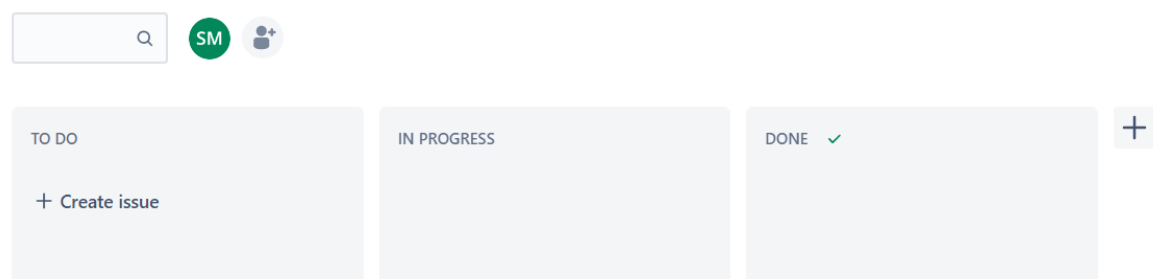 SM
TO DO
IN PROGRESS
DONE
Create issue